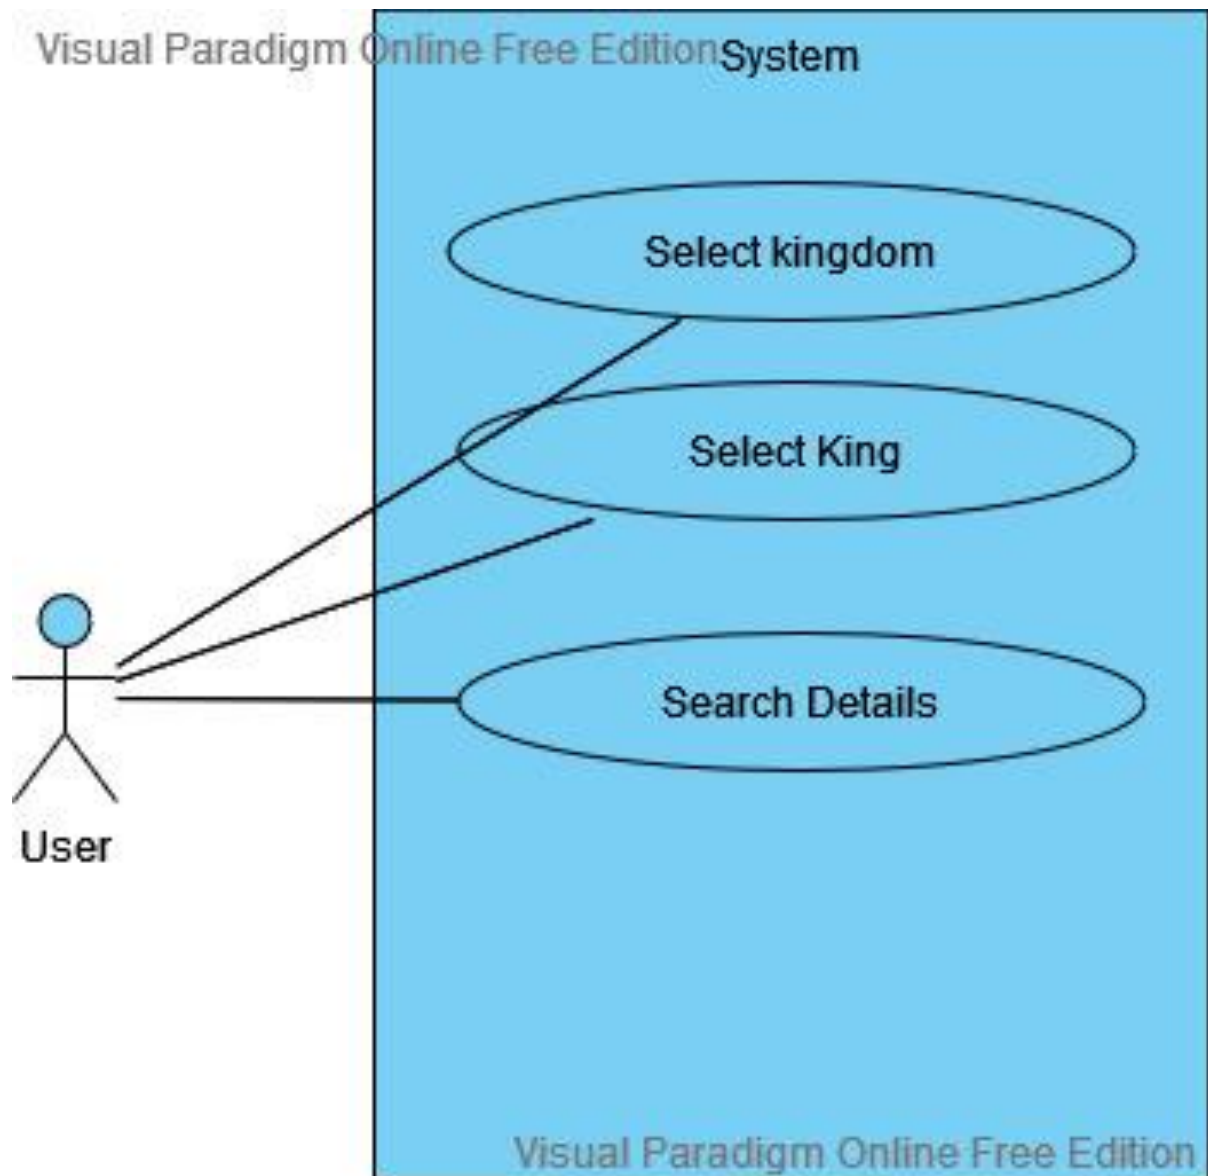 Visual Paradigm Online Free Edition
System
Select kingdom
Select King
Search Details
User
Visual Paradigm Online Free Edition